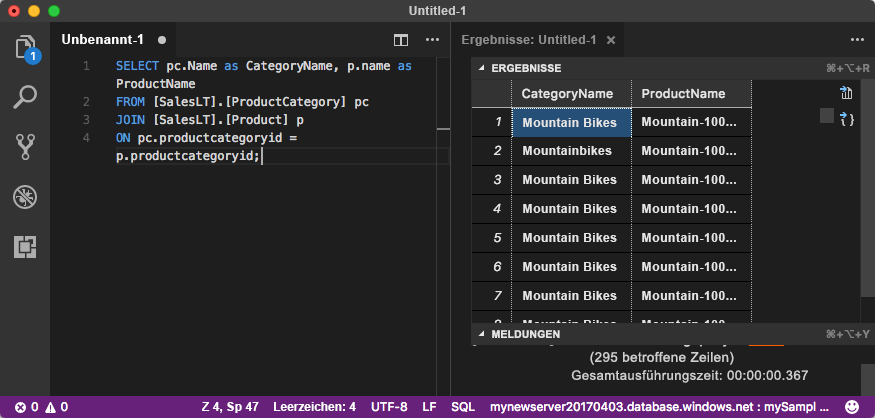 Untitled-1
1
Unbenannt-1
1 SELECT pc.Name as CategoryName, p.name as
ProductName
2 FROM [SalesLT].[ProductCategory] pc
3 JOIN [SalesLT].[Product] p
4 ON pc.productcategoryid =
p.productcategoryid;
Ergebnisse: Untitled-1
ERGEBNISSE ⌘+⌥+R
CategoryName ProductName
1 Mountain Bikes Mountain-100...
2 Mountainbikes Mountain-100...
3 Mountain Bikes Mountain-100...
4 Mountain Bikes Mountain-100...
5 Mountain Bikes Mountain-100...
6 Mountain Bikes Mountain-100...
7 Mountain Bikes Mountain-100...
MELDUNGEN ⌘+⌥+Y
(295 betroffene Zeilen)
Gesamtausführungszeit: 00:00:00.367
0 0 Z 4, Sp 47 Leerzeichen: 4 UTF-8 LF SQL mynewserver20170403.database.windows.net : mySampl ...